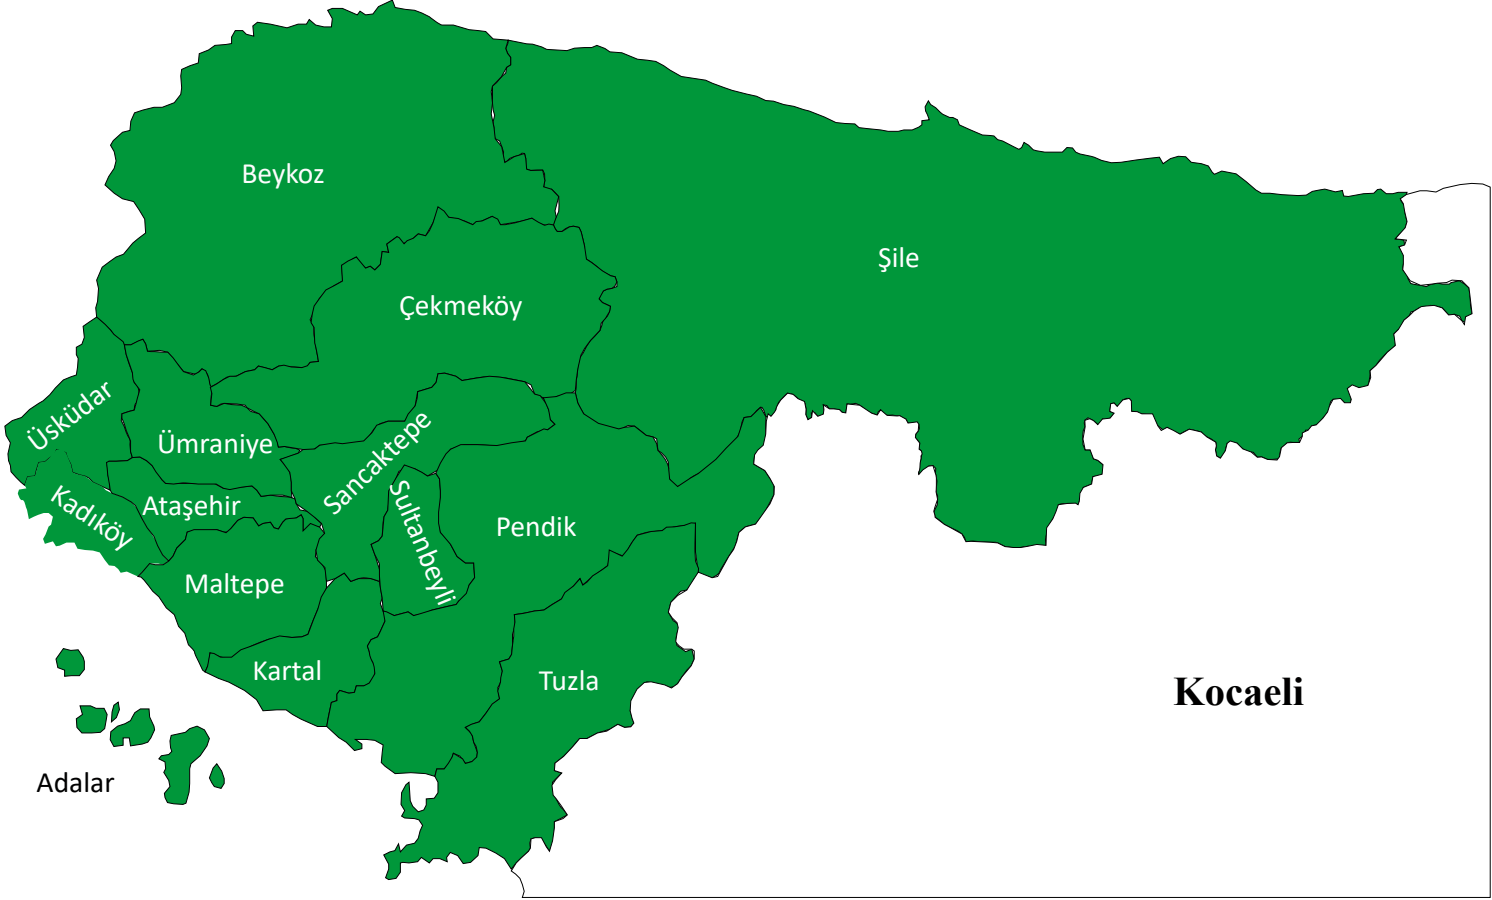 Beykoz
Şile
Çekmeköy
Üsküdar
Ümraniye
Sancaktepe
Ataşehir
Kadıköy
Sultanbeyli
Pendik
Maltepe
Kartal
Tuzla
Kocaeli
Adalar